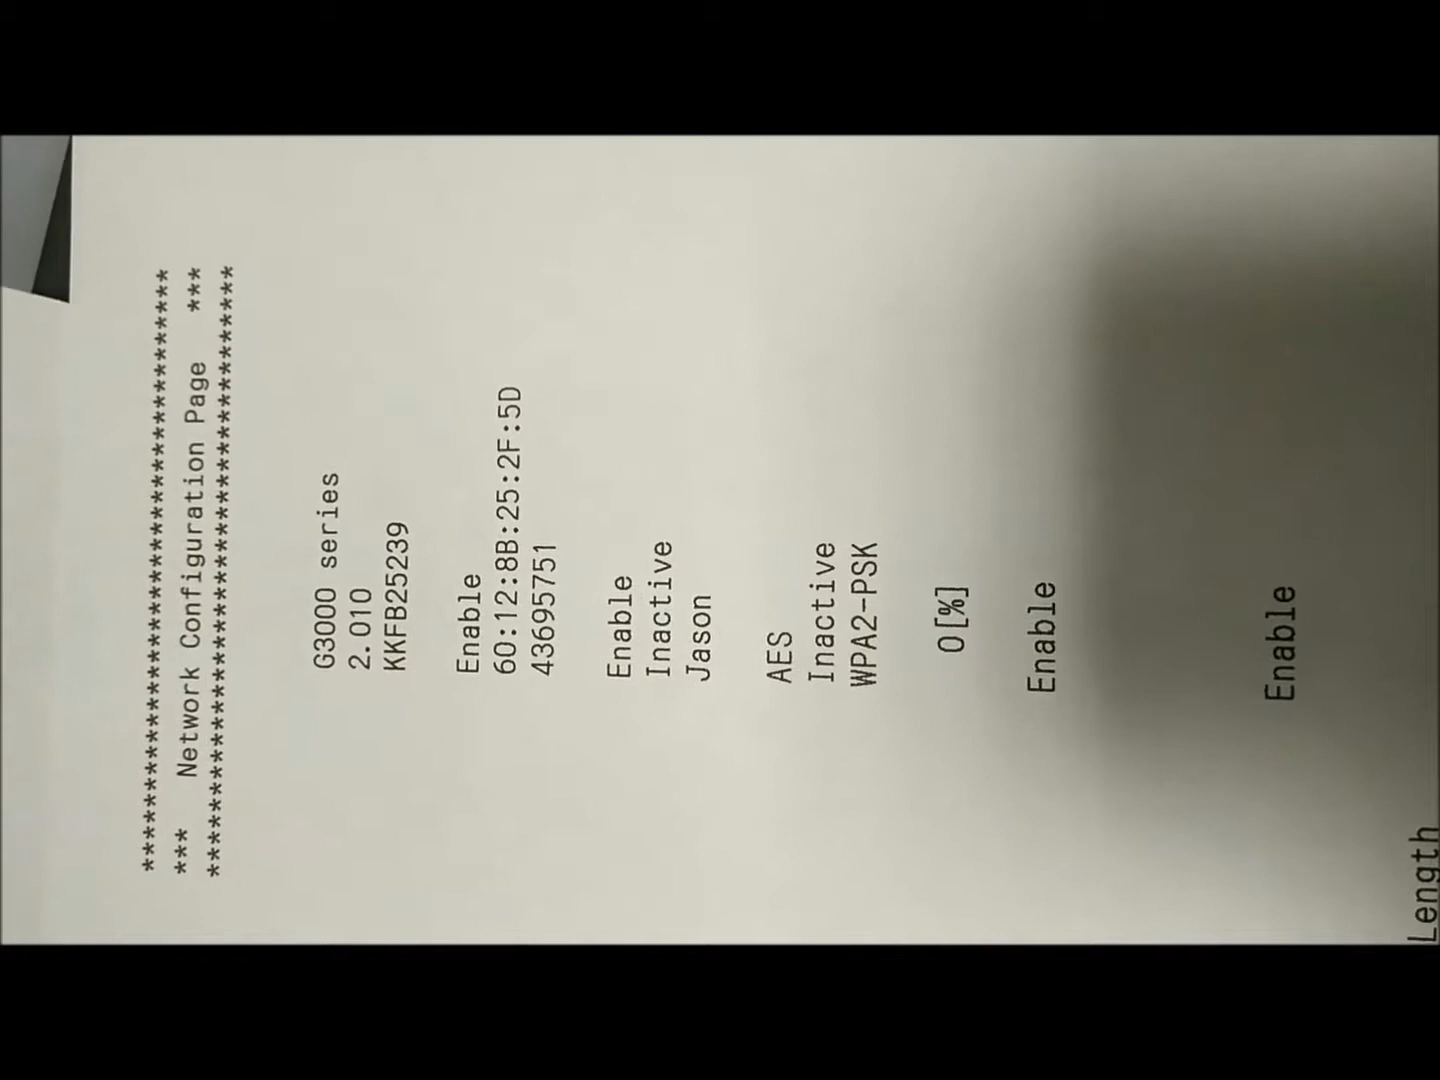 *********************************
***   Network Configuration Page   ***
*********************************
G3000 series
2.010
KKFB25239
Enable
60:12:8B:25:2F:5D
43695751
Enable
Inactive
Jason
AES
Inactive
WPA2-PSK
0[%]
Enable
Enable
Length